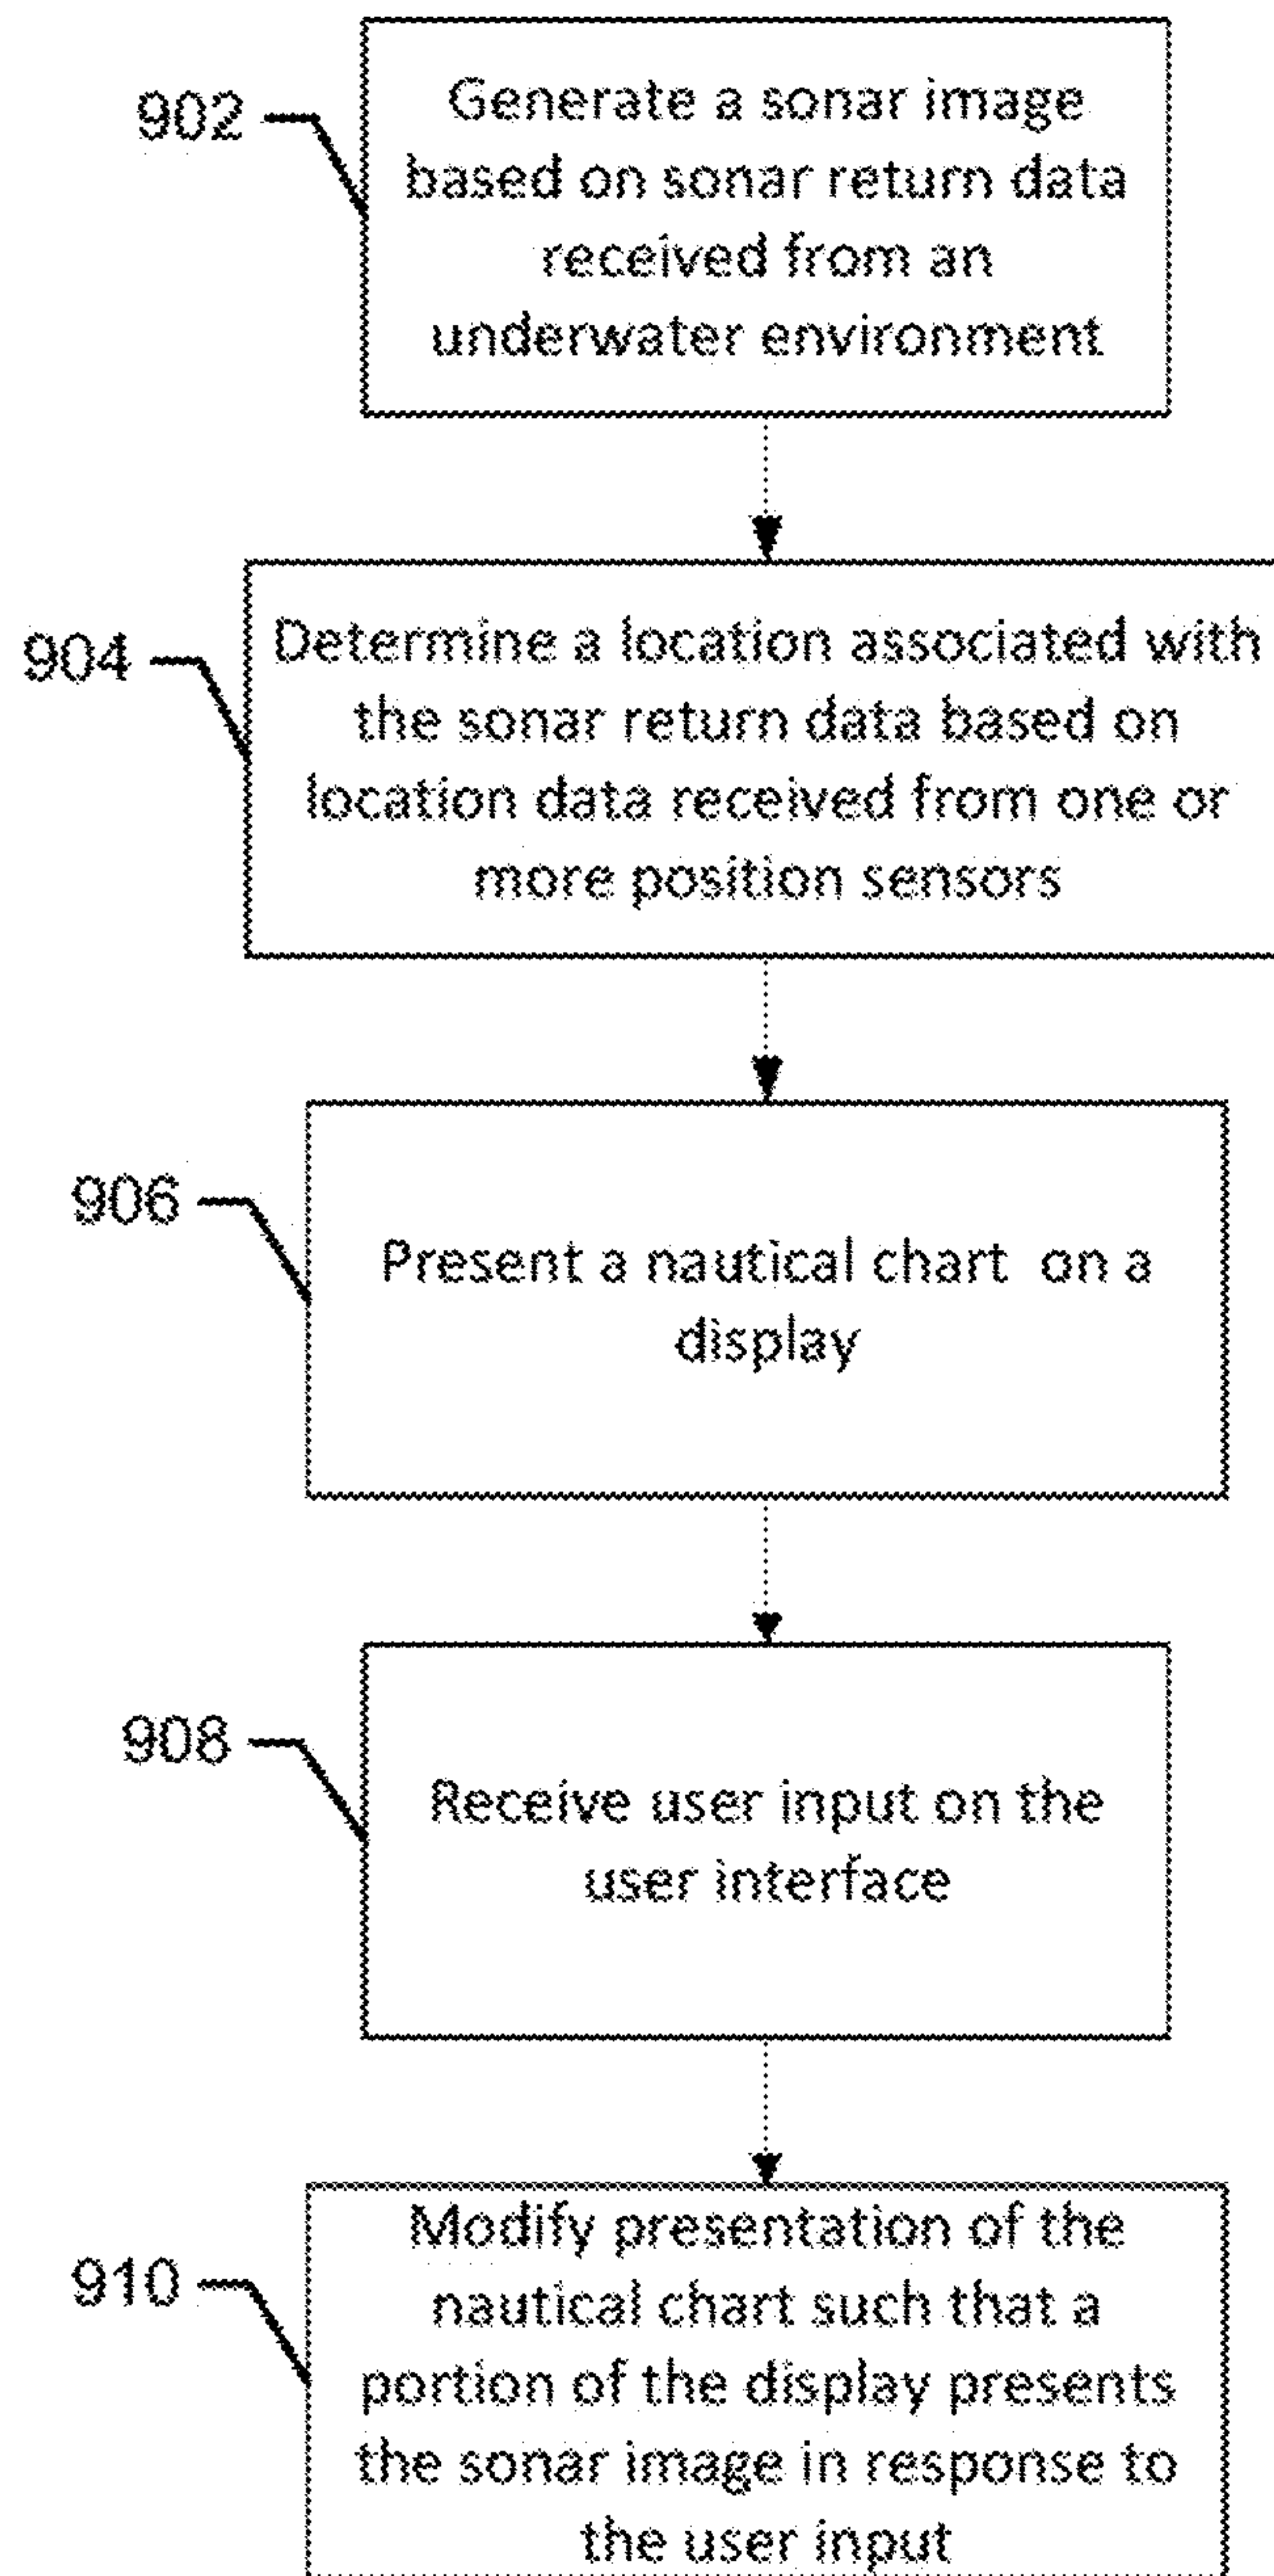 902
Generate a sonar image
based on sonar return data
received from an
underwater environment
904
Determine a location associated with
the sonar return data based on
location data received from one or
more position sensors
906
Present a nautical chart on a
display
908
Receive user input on the
user interface
910
Modify presentation of the
nautical chart such that a
portion of the display presents
the sonar image in response to
the user input